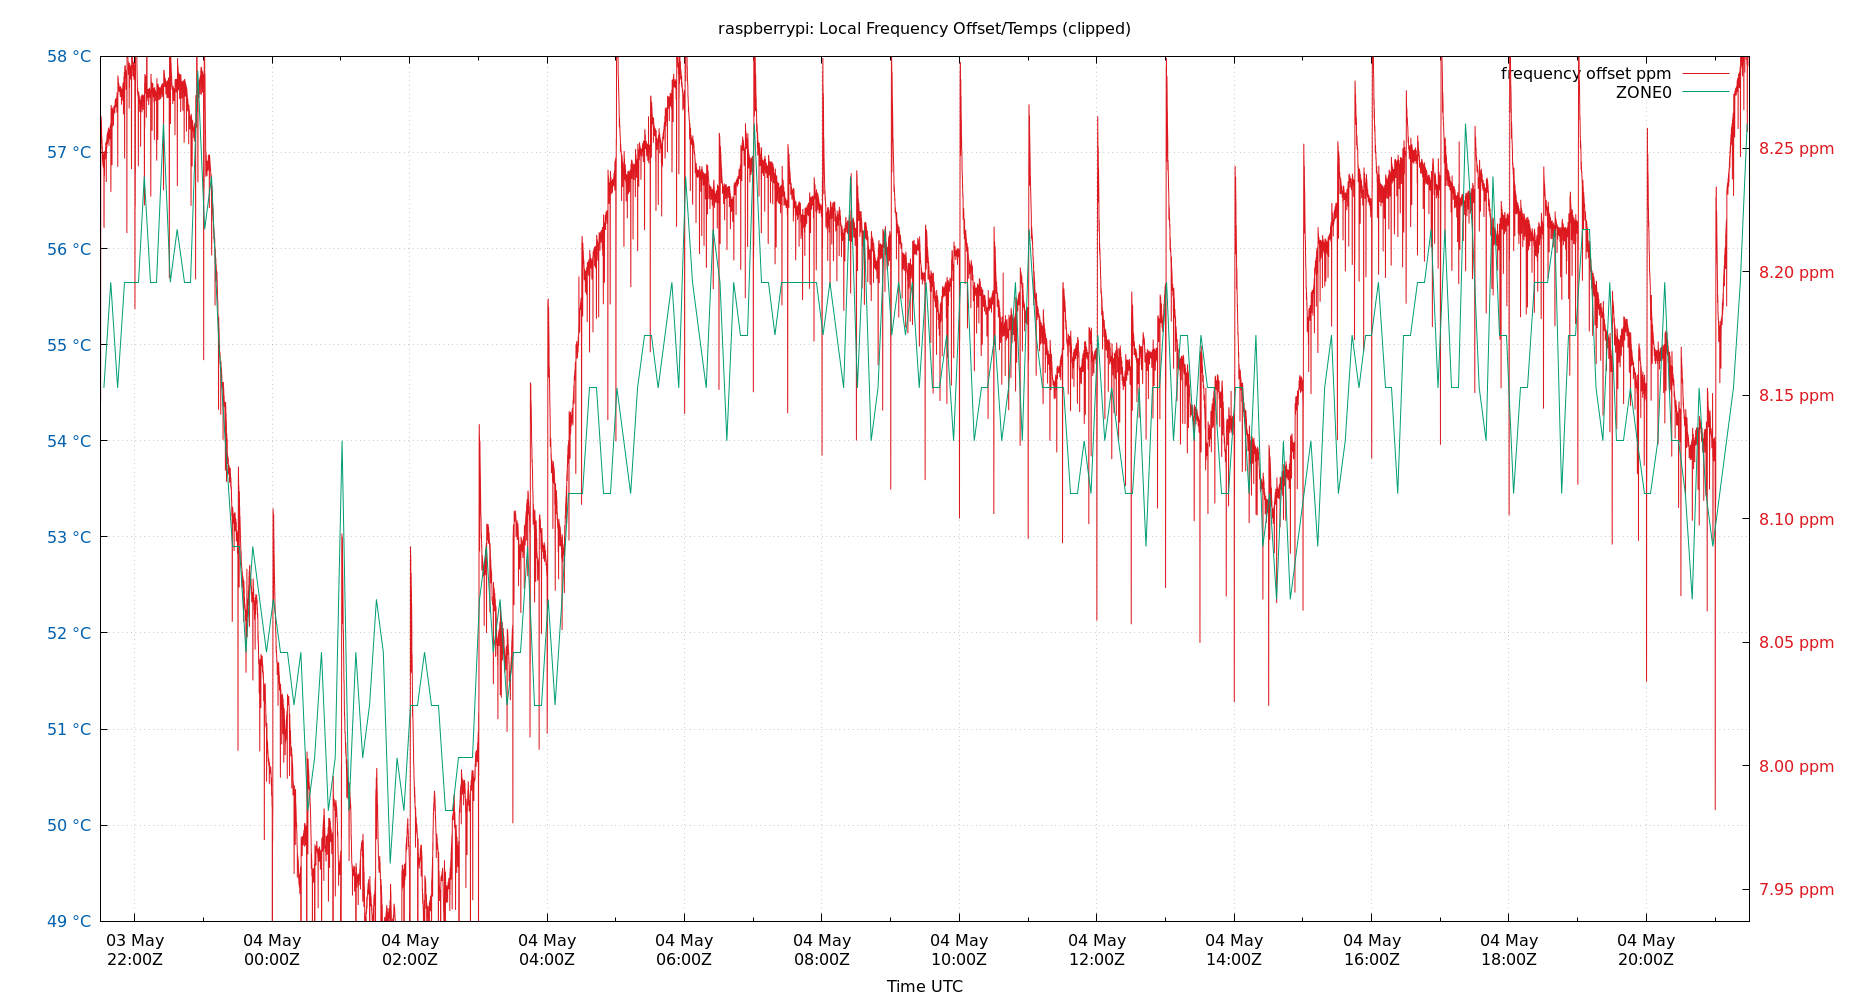 raspberrypi: Local Frequency Offset/Temps (clipped)
58 °C
57 °C
56 °C
55 °C
54 °C
53 °C
52 °C
51 °C
50 °C
49 °C
frequency offset ppm
ZONE0
8.25 ppm
8.20 ppm
8.15 ppm
8.10 ppm
8.05 ppm
8.00 ppm
7.95 ppm
03 May
22:00Z
04 May
00:00Z
04 May
02:00Z
04 May
04:00Z
04 May
06:00Z
04 May
08:00Z
04 May
10:00Z
04 May
12:00Z
04 May
14:00Z
04 May
16:00Z
04 May
18:00Z
04 May
20:00Z
Time UTC